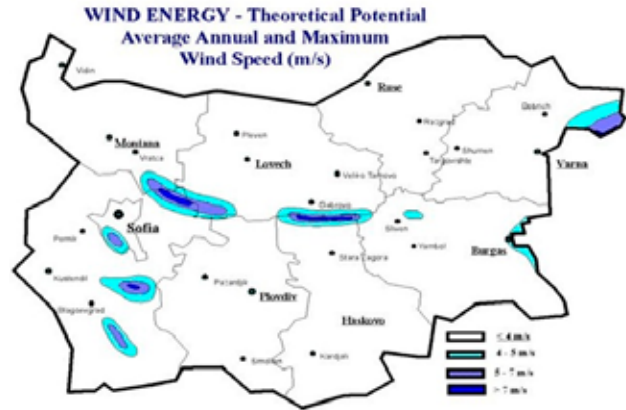 WIND ENERGY - Theoretical Potential
Average Annual and Maximum
Wind Speed (m/s)
Vidin
Ruse
Dobrich
Montana
Vratza
Pleven
Lovech
Razgrad
Shumen
Varna
Veliko Tarnovo
Gabrovo
Sofia
Pernik
Sliven
Yambol
Burgas
Kustendil
Stara Zagora
Pazardjik
Plovdiv
Blagoevgrad
Haskovo
Smolian
Kardjali
≤ 4 m/s
4 - 5 m/s
5 - 7 m/s
> 7 m/s